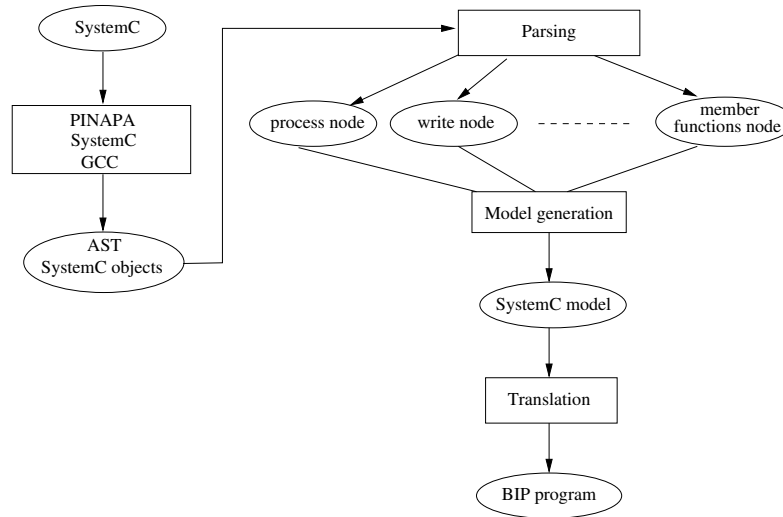 SystemC
PINAPA
SystemC
GCC
AST
SystemC objects
Parsing
process node
write node
member
functions node
Model generation
SystemC model
Translation
BIP program